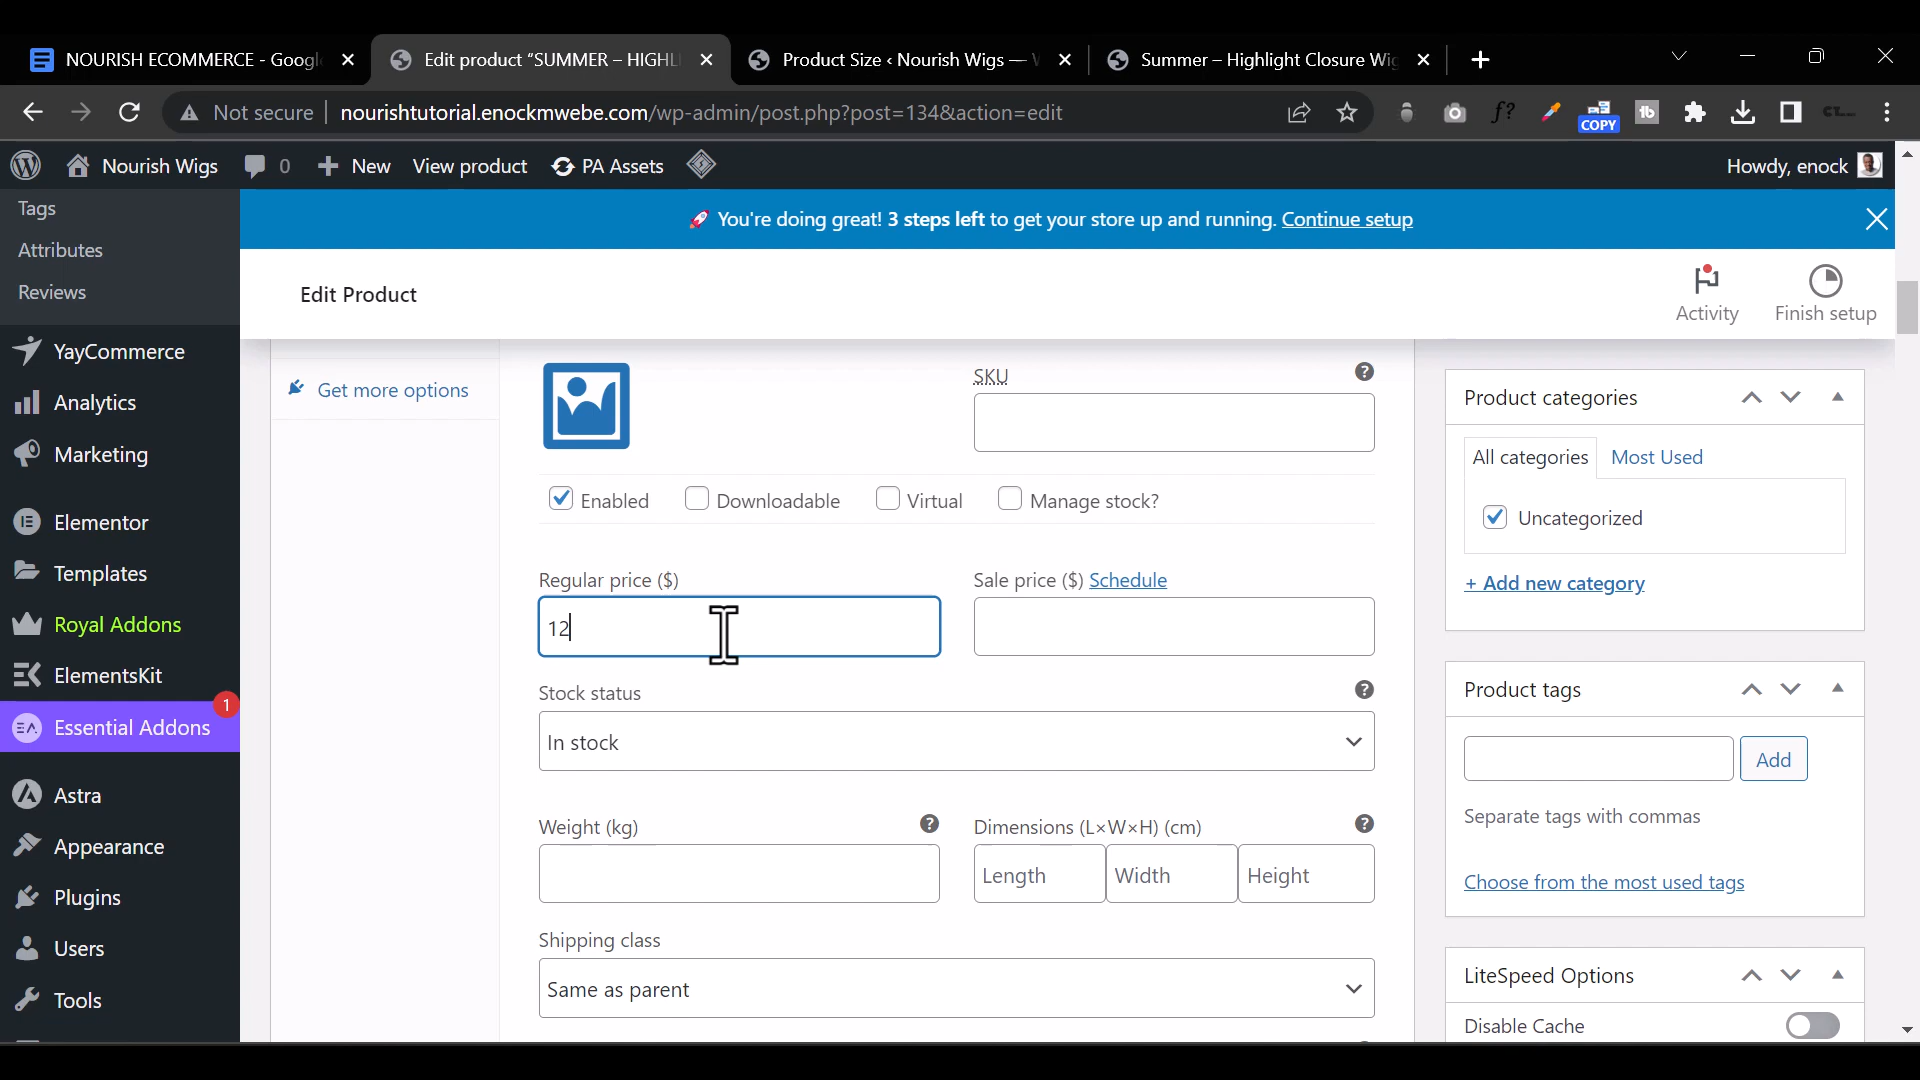 NOURISH ECOMMERCE - Googl
Edit product “SUMMER – HIGHL
Product Size ‹ Nourish Wigs —
Summer – Highlight Closure Wig
Not secure
nourishtutorial.enockmwebe.com/wp-admin/post.php?post=134&action=edit
f?
COPY
tb
Nourish Wigs
0
New
View product
PA Assets
Howdy, enock
Tags
Attributes
Reviews
YayCommerce
Analytics
Marketing
Elementor
Templates
Royal Addons
ElementsKit
Essential Addons
1
Astra
Appearance
Plugins
Users
Tools
🚀 You're doing great! 3 steps left to get your store up and running. Continue setup
Edit Product
Activity
Finish setup
Get more options
SKU
Enabled
Downloadable
Virtual
Manage stock?
Regular price ($)
12
Sale price ($) Schedule
Stock status
In stock
Weight (kg)
Dimensions (L×W×H) (cm)
Length
Width
Height
Shipping class
Same as parent
Product categories
All categories
Most Used
Uncategorized
+ Add new category
Product tags
Add
Separate tags with commas
Choose from the most used tags
LiteSpeed Options
Disable Cache